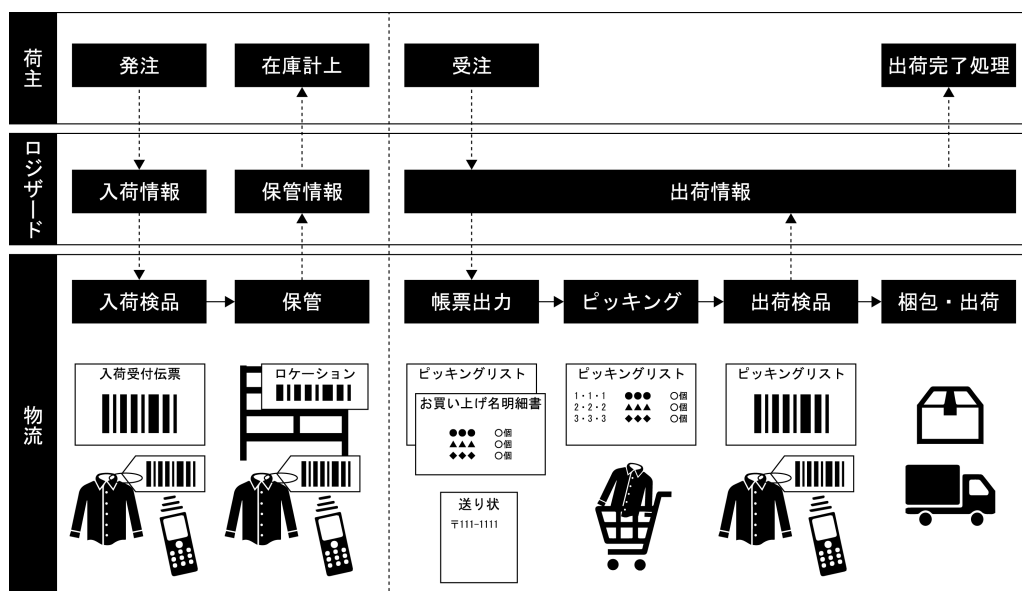 荷主
発注
在庫計上
受注
出荷完了処理
ロジザード
入荷情報
保管情報
出荷情報
物流
入荷検品
保管
帳票出力
ピッキング
出荷検品
梱包・出荷
入荷受付伝票
ロケーション
ピッキングリスト
お買い上げ名明細書
●●● ○個
▲▲▲ ○個
◆◆◆ ○個
送り状
〒111-1111
ピッキングリスト
1・1・1 ●●● ○個
2・2・2 ▲▲▲ ○個
3・3・3 ◆◆◆ ○個
ピッキングリスト